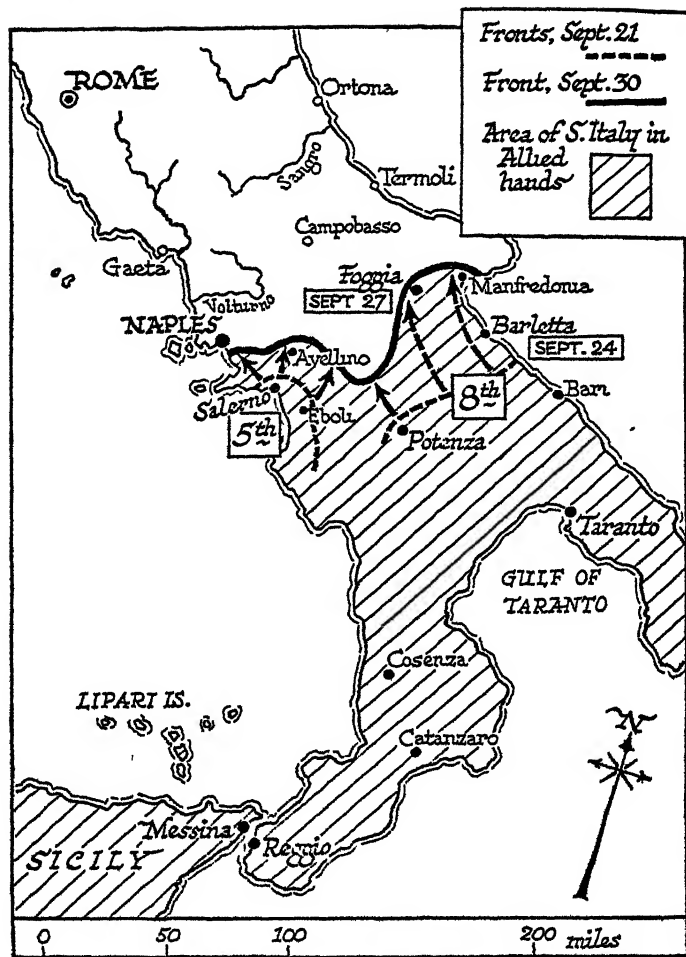 Fronts, Sept. 21
Front, Sept. 30
Area of S. Italy in
Allied
hands
ROME
Ortona
Sangro
Termoli
Campobasso
Gaeta
Volturno
Foggia
SEPT 27
Manfredonia
NAPLES
Barletta
SEPT. 24
Avellino
Salerno
Eboli
5th
8th
Bari
Potenza
Taranto
GULF OF
TARANTO
Cosenza
LIPARI IS.
N
Catanzaro
Messina
Reggio
SICILY
0 50 100 200 miles